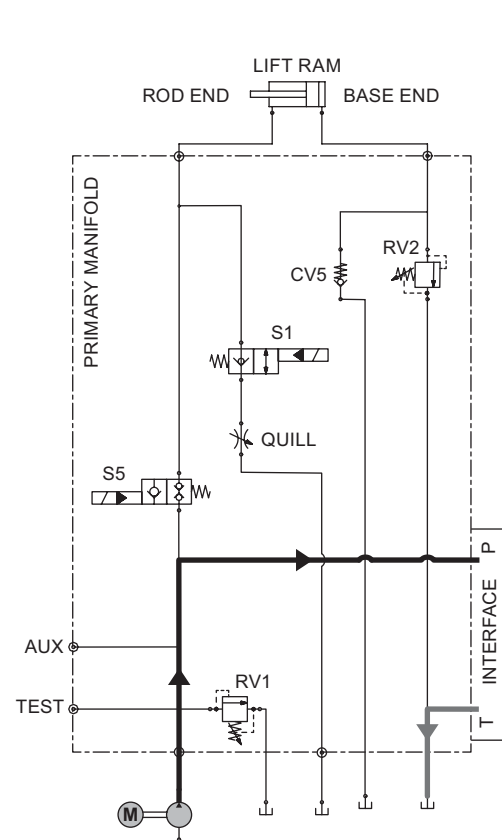 LIFT RAM
ROD END
BASE END
PRIMARY MANIFOLD
RV2
CV5
S1
QUILL
S5
P
INTERFACE
AUX
RV1
TEST
T
M